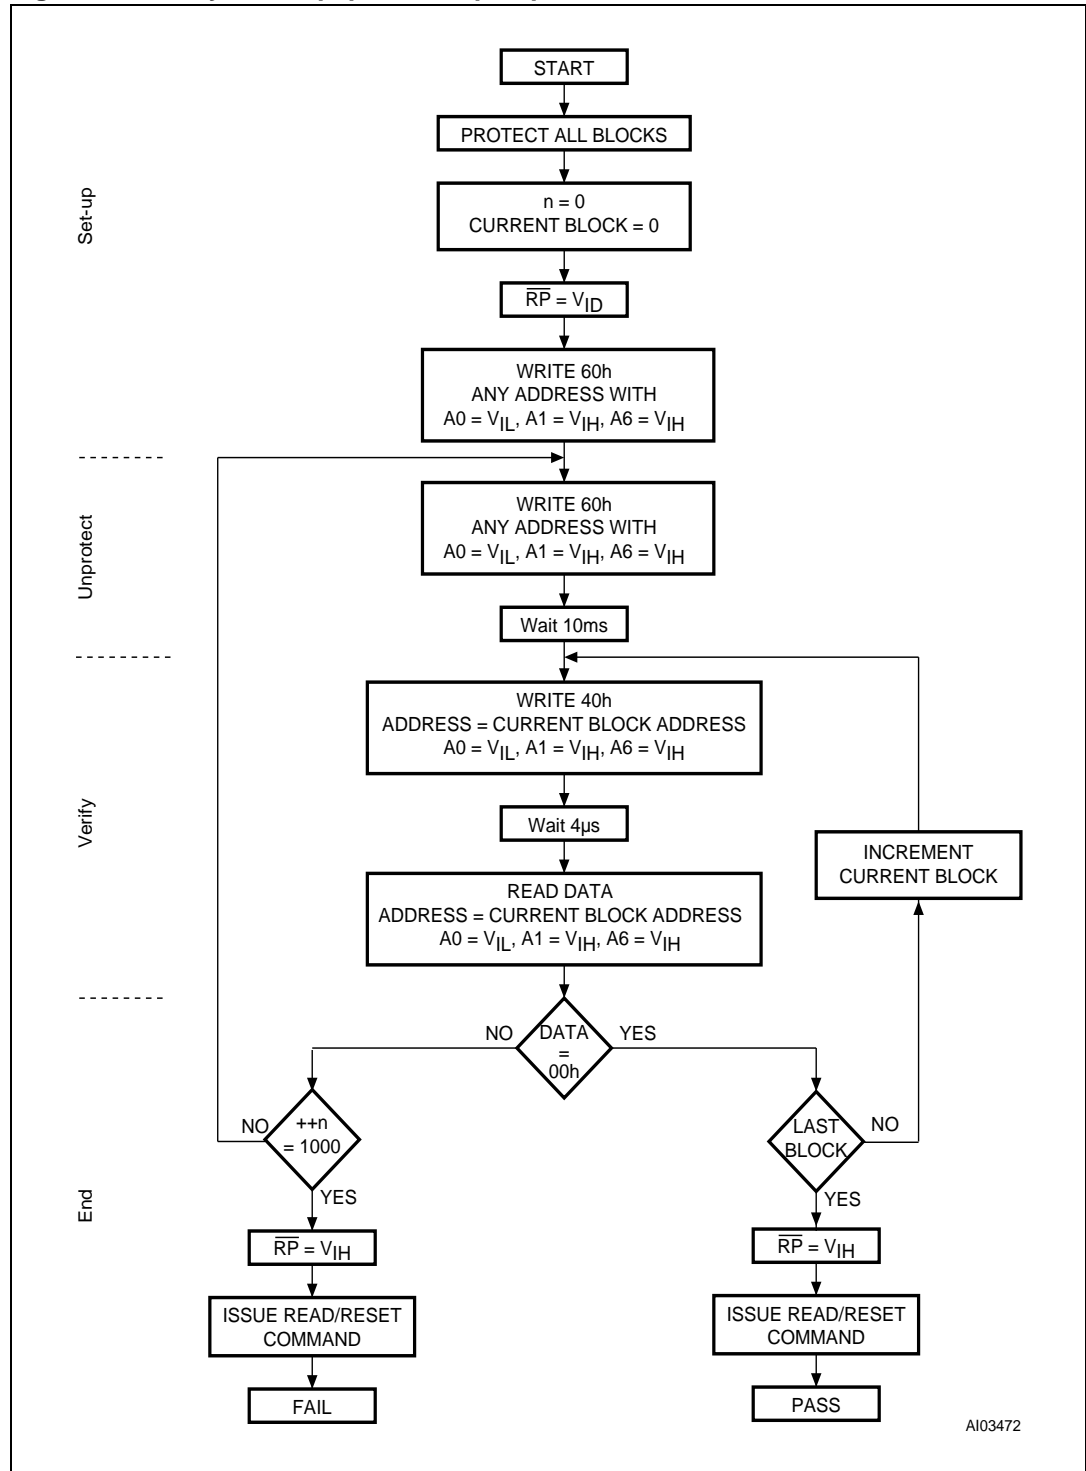 START
PROTECT ALL BLOCKS
n = 0
CURRENT BLOCK = 0
Set-up
RP = VID
WRITE 60h
ANY ADDRESS WITH
A0 = VIL, A1 = VIH, A6 = VIH
WRITE 60h
ANY ADDRESS WITH
A0 = VIL, A1 = VIH, A6 = VIH
Unprotect
Wait 10ms
WRITE 40h
ADDRESS = CURRENT BLOCK ADDRESS
A0 = VIL, A1 = VIH, A6 = VIH
Verify
Wait 4µs
INCREMENT
CURRENT BLOCK
READ DATA
ADDRESS = CURRENT BLOCK ADDRESS
A0 = VIL, A1 = VIH, A6 = VIH
NO
DATA
=
00h
YES
NO
++n
= 1000
YES
LAST
BLOCK
NO
YES
End
RP = VIH
RP = VIH
ISSUE READ/RESET
COMMAND
ISSUE READ/RESET
COMMAND
FAIL
PASS
AI03472